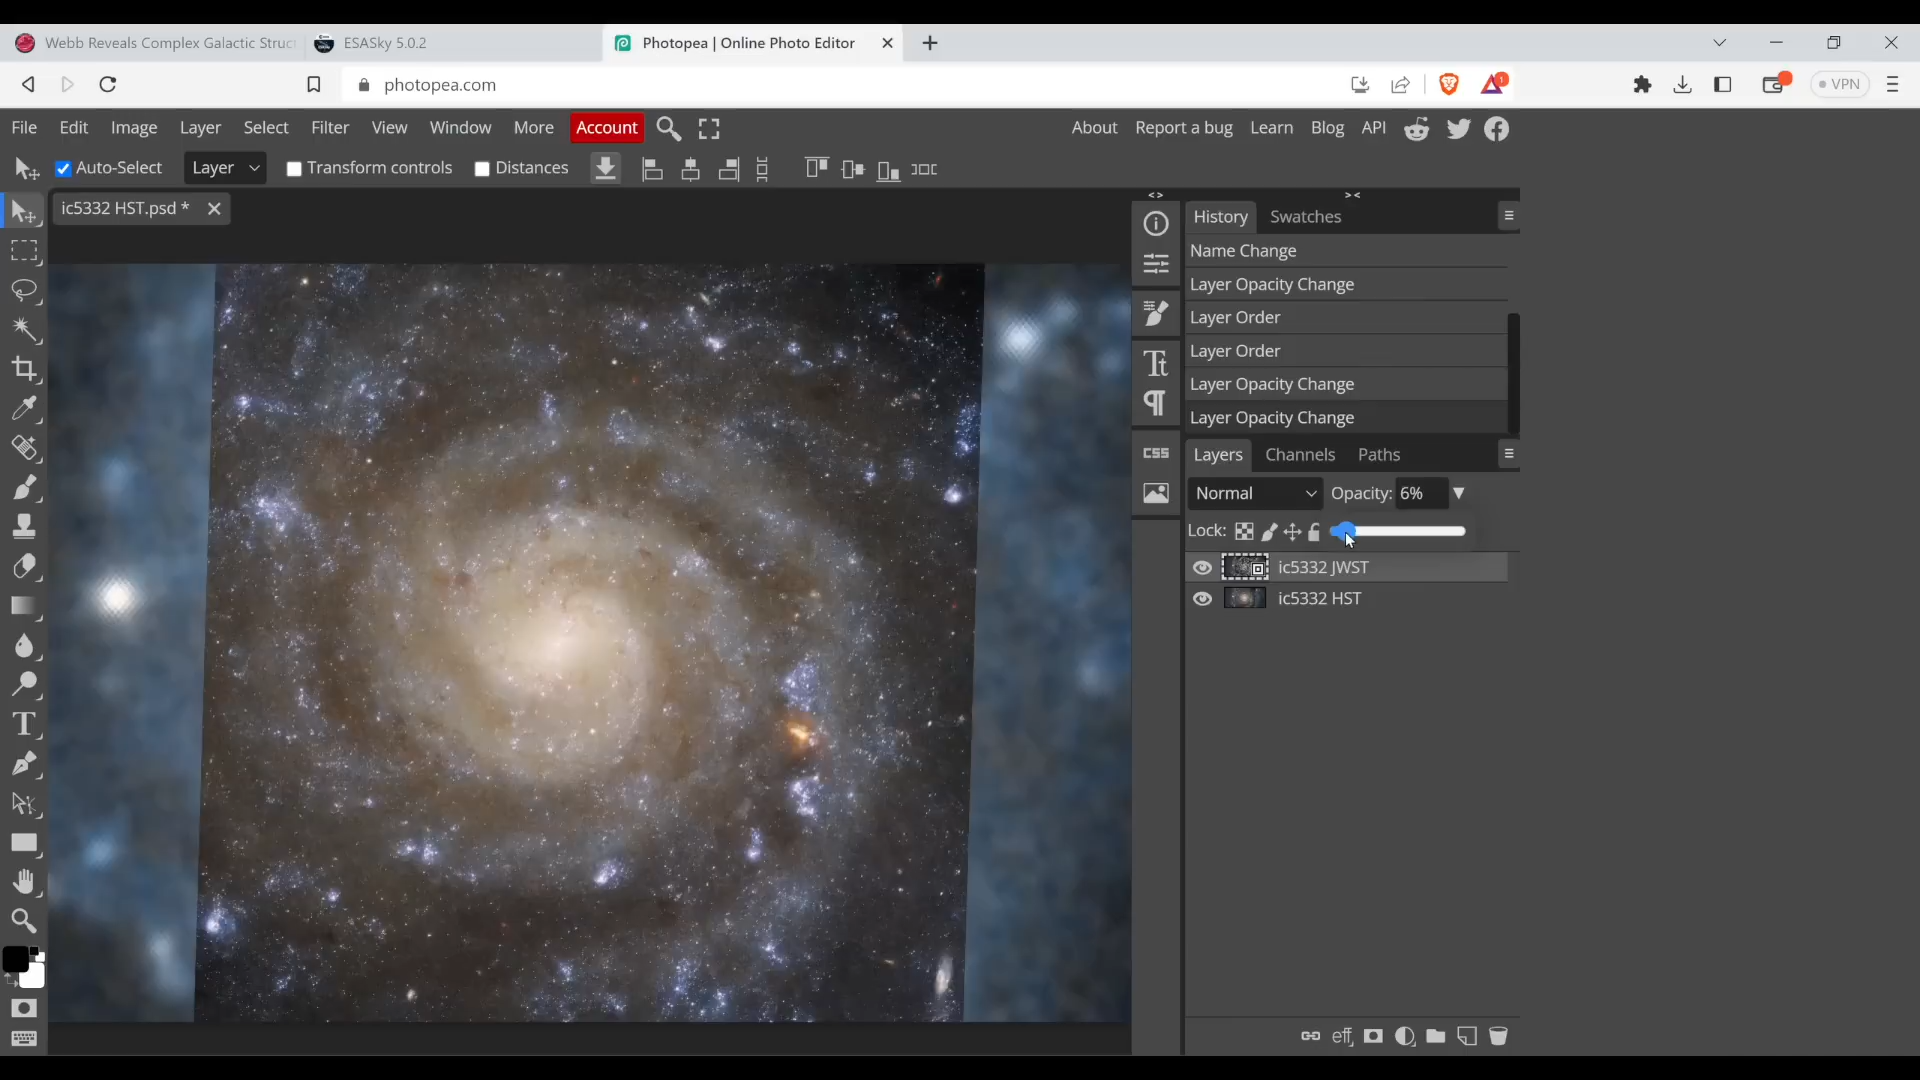 Webb Reveals Complex Galactic Struct
ESASky 5.0.2
Photopea | Online Photo Editor
photopea.com
1
VPN
File Edit Image Layer Select Filter View Window More Account
About Report a bug Learn Blog API
Auto-Select Layer Transform controls Distances
ic5332 HST.psd *
< >
> <
History Swatches
Name Change
Layer Opacity Change
Layer Order
Layer Order
Layer Opacity Change
Layer Opacity Change
CSS
Layers Channels Paths
Normal Opacity: 6%
Lock:
ic5332 JWST
ic5332 HST
eff